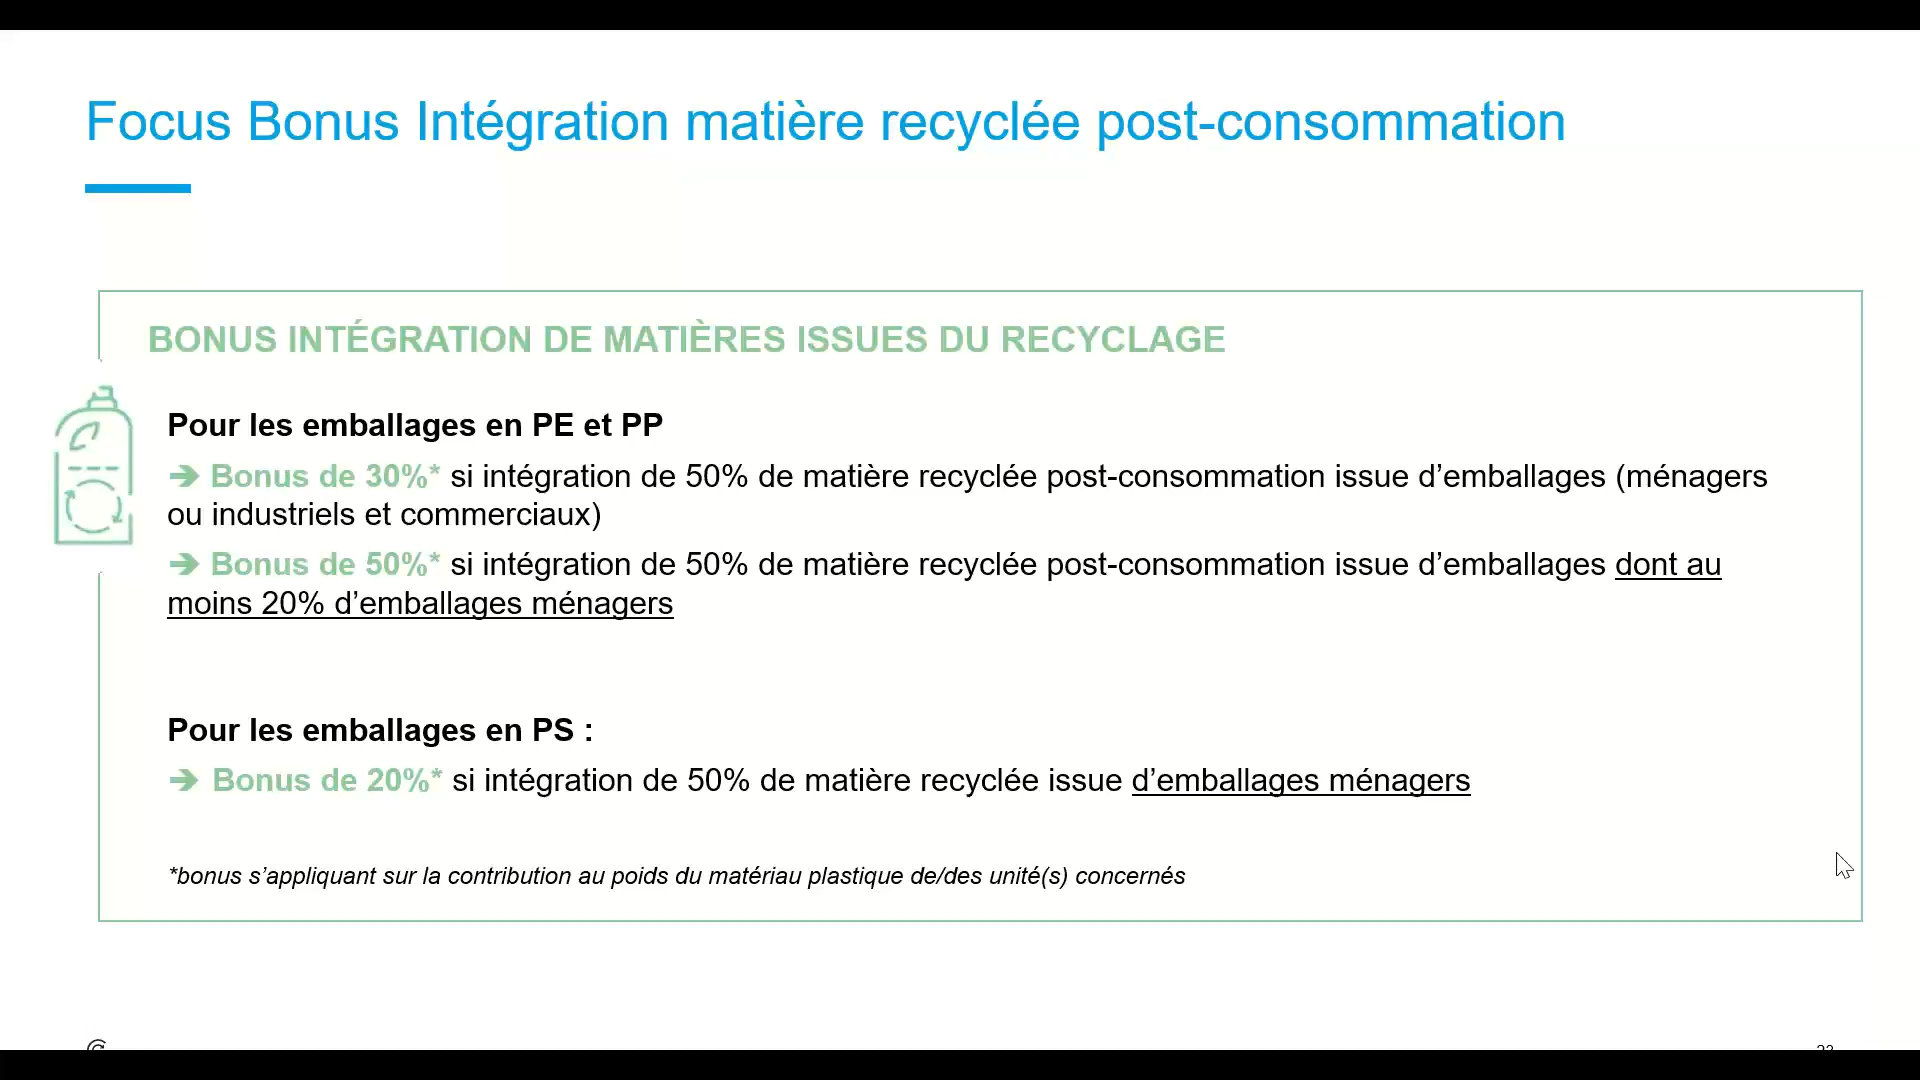 Focus Bonus Intégration matière recyclée post-consommation
BONUS INTÉGRATION DE MATIÈRES ISSUES DU RECYCLAGE
Pour les emballages en PE et PP
➔ Bonus de 30%* si intégration de 50% de matière recyclée post-consommation issue d’emballages (ménagers
ou industriels et commerciaux)
➔ Bonus de 50%* si intégration de 50% de matière recyclée post-consommation issue d’emballages dont au
moins 20% d’emballages ménagers
Pour les emballages en PS :
➔ Bonus de 20%* si intégration de 50% de matière recyclée issue d’emballages ménagers
*bonus s’appliquant sur la contribution au poids du matériau plastique de/des unité(s) concernés